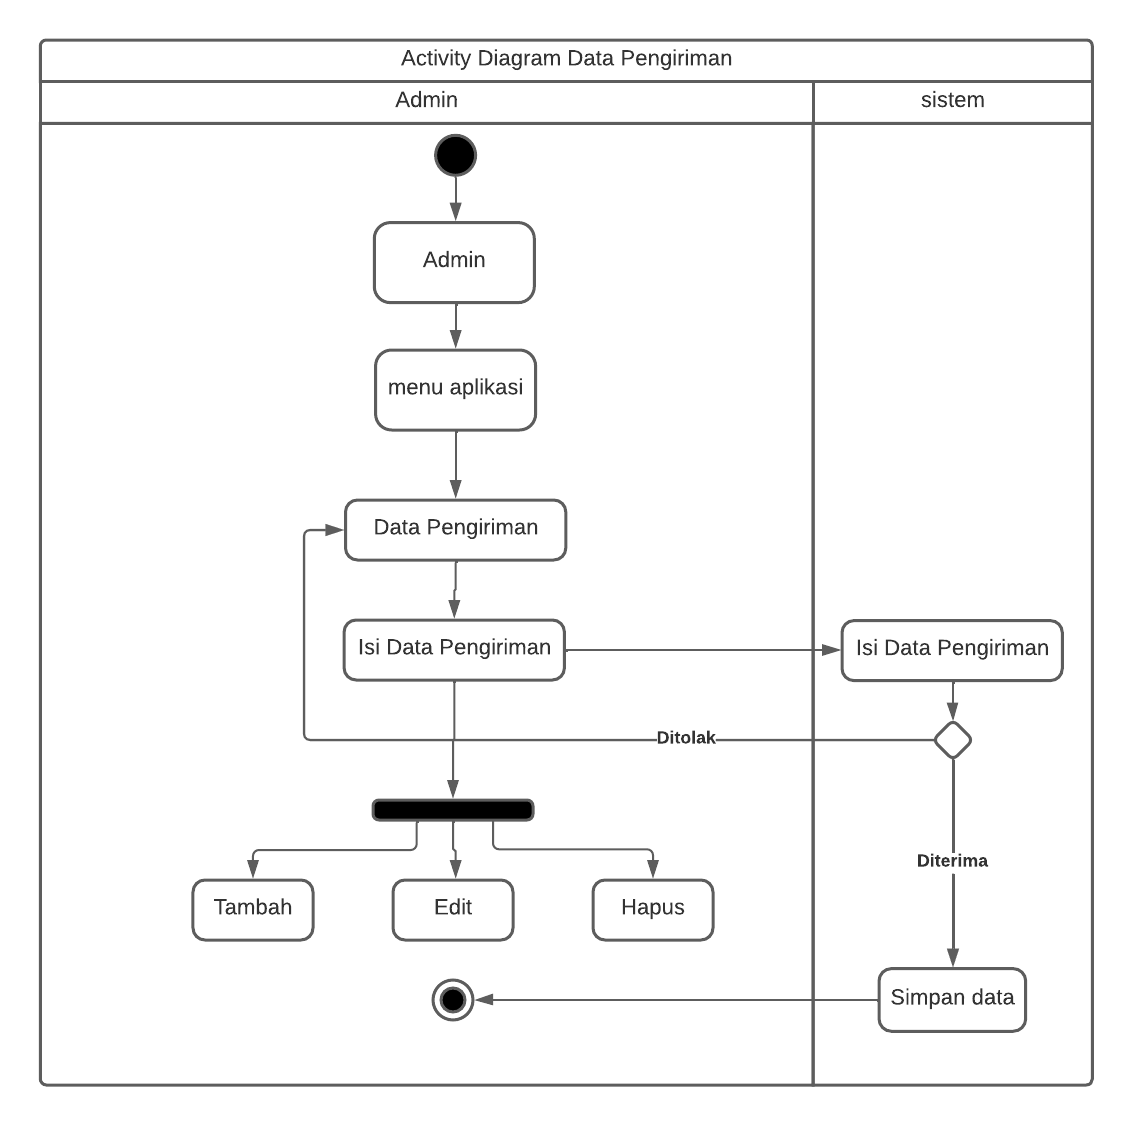 Activity Diagram Data Pengiriman
Admin
sistem
Admin
menu aplikasi
Data Pengiriman
Isi Data Pengiriman
Isi Data Pengiriman
Ditolak
Diterima
Tambah
Edit
Hapus
Simpan data